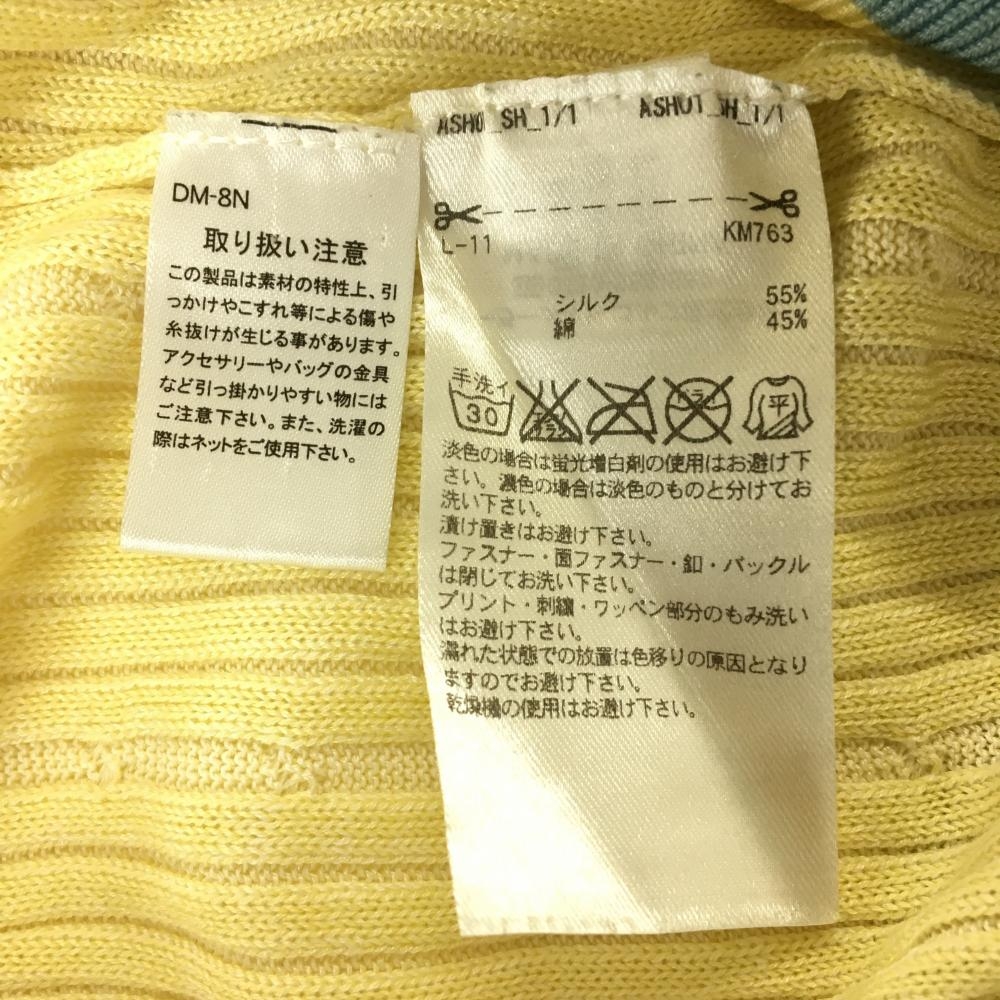 DM-8N
取り扱い注意
この製品は素材の特性上、引
っかけやこすれ等による傷や
糸抜けが生じる事があります。
アクセサリーやバッグの金具
など引っ掛かりやすい物には
ご注意下さい。また、洗濯の
際はネットをご使用下さい。
ASH01_SH_1/1 ASH01_SH_1/1
L-11 KM763
シルク 55%
綿 45%
手洗イ
30
エンソ
サラシ
ドライ
平
淡色の場合は蛍光増白剤の使用はお避け下
さい。濃色の場合は淡色のものと分けてお
洗い下さい。
漬け置きはお避け下さい。
ファスナー・面ファスナー・釦・バックル
は閉じてお洗い下さい。
プリント・刺繍・ワッペン部分のもみ洗い
はお避け下さい。
濡れた状態での放置は色移りの原因となり
ますのでお避け下さい。
乾燥機の使用はお避け下さい。